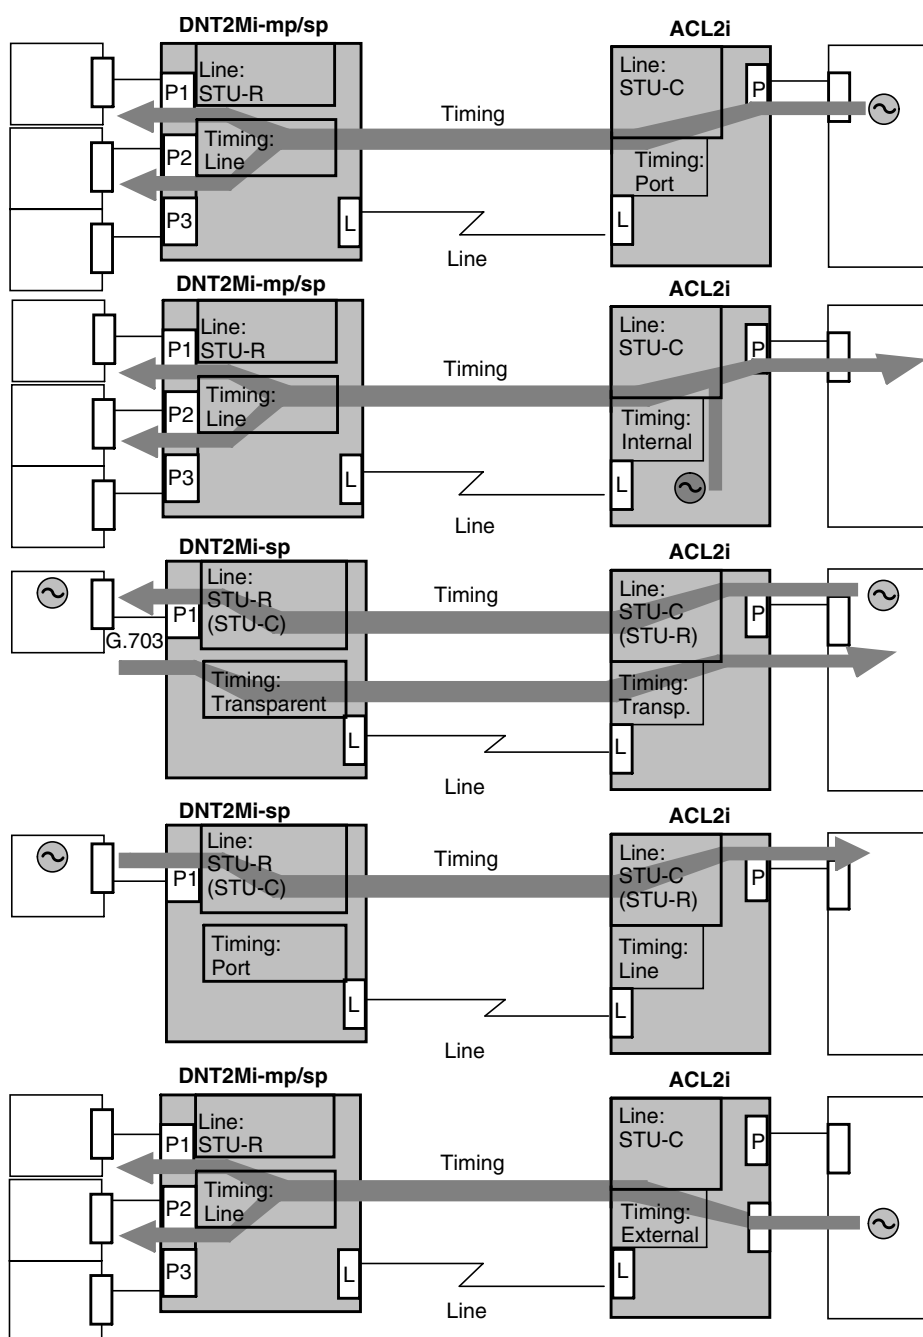 DNT2Mi-mp/sp
ACL2i
Line:
STU-R
P1
Timing:
Line
P2
P3
L
Timing
Line
Line:
STU-C
P
Timing:
Port
L
DNT2Mi-mp/sp
ACL2i
Line:
STU-R
P1
Timing:
Line
P2
P3
L
Timing
Line
Line:
STU-C
P
Timing:
Internal
L
DNT2Mi-sp
ACL2i
Line:
STU-R
(STU-C)
P1
G.703
Timing:
Transparent
L
Timing
Line
Line:
STU-C
(STU-R)
P
Timing:
Transp.
L
DNT2Mi-sp
ACL2i
Line:
STU-R
(STU-C)
P1
Timing:
Port
L
Timing
Line
Line:
STU-C
(STU-R)
P
Timing:
Line
L
DNT2Mi-mp/sp
ACL2i
Line:
STU-R
P1
Timing:
Line
P2
P3
L
Timing
Line
Line:
STU-C
P
Timing:
External
L